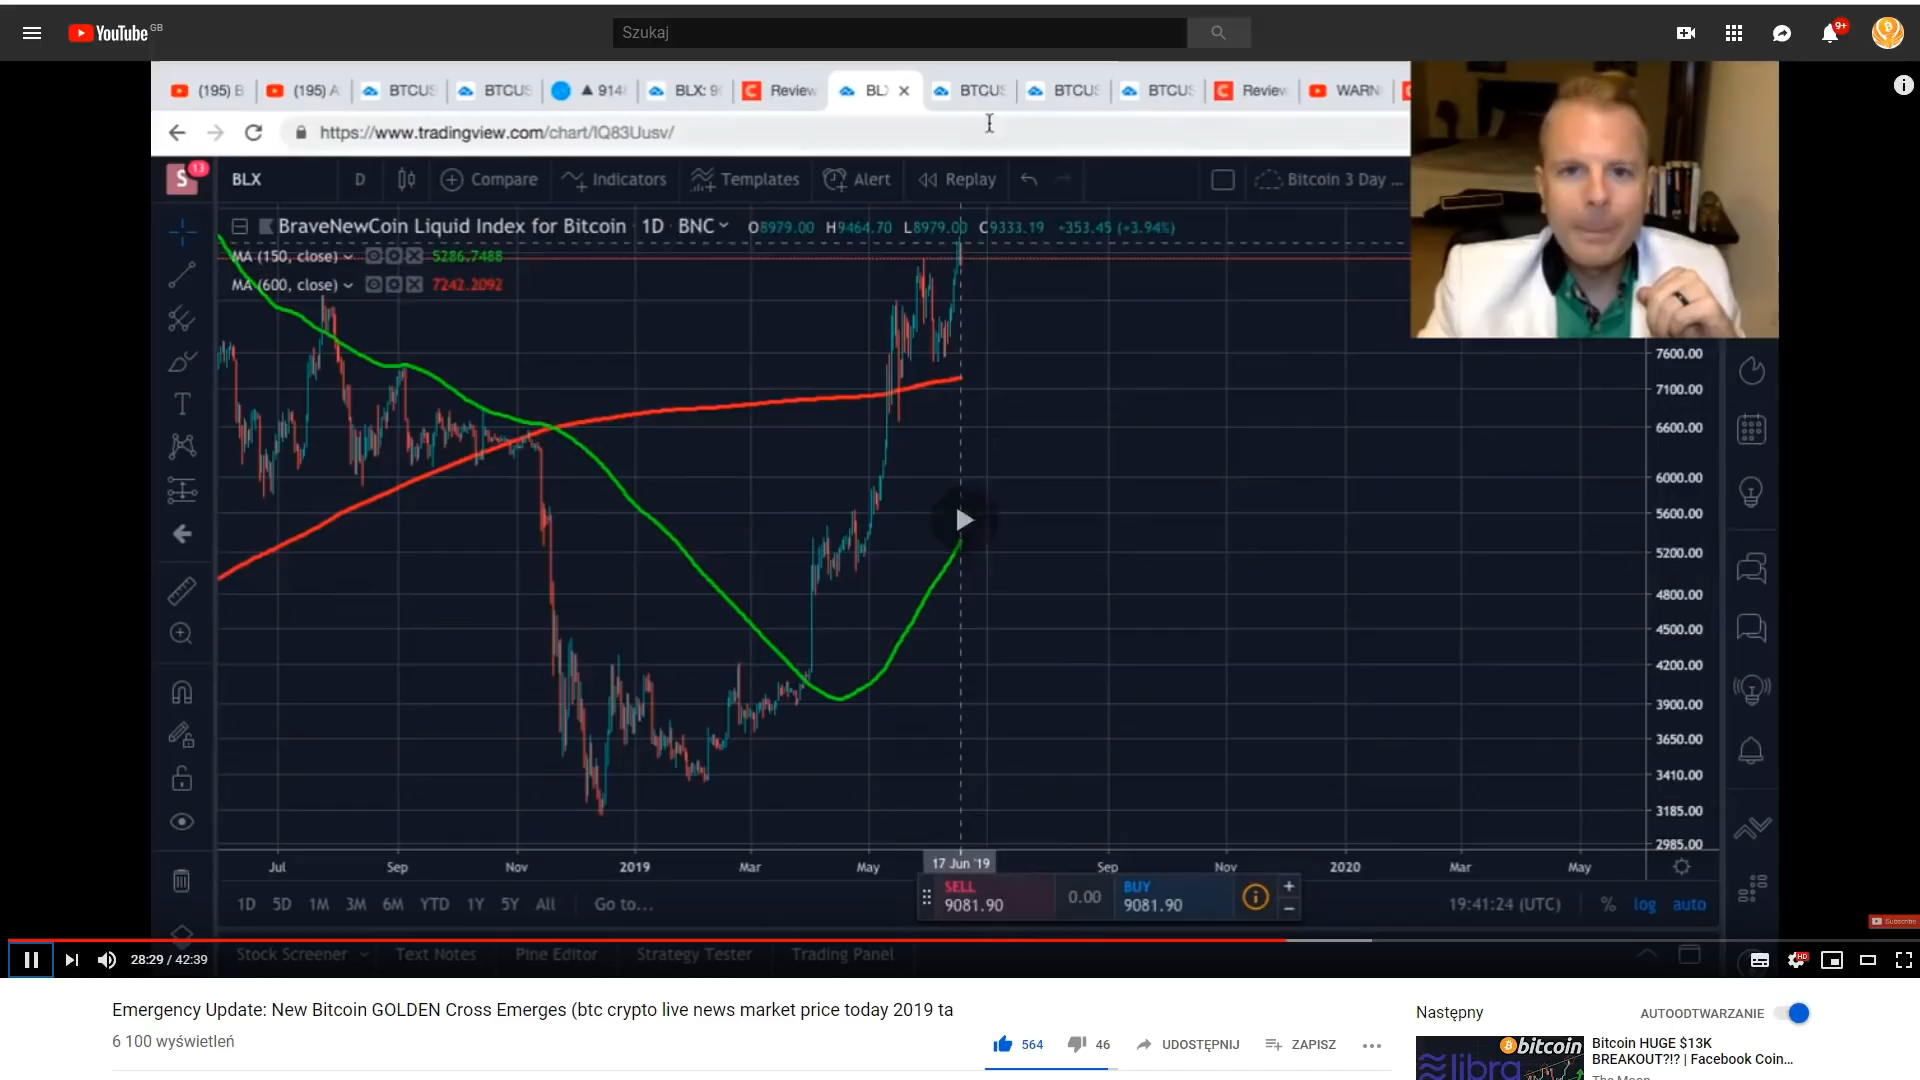 YouTube GB
Szukaj
9+
(195) B
(195) A
BTCUS
BTCUS
▲ 914
BLX: 9
Review
BLX
BTCUS
BTCUS
BTCUS
Review
WARN
https://www.tradingview.com/chart/IQ83Uusv/
S 13
BLX
D
Compare
Indicators
Templates
Alert
Replay
Bitcoin 3 Day ...
BraveNewCoin Liquid Index for Bitcoin 1D BNC O8979.00 H9464.70 L8979.00 C9333.19 +353.45 (+3.94%)
MA (150, close) 5286.7488
MA (600, close) 7242.2092
7600.00
7100.00
6600.00
6000.00
5600.00
5200.00
4800.00
4500.00
4200.00
3900.00
3650.00
3410.00
3185.00
2985.00
Jul Sep Nov 2019 Mar May 17 Jun '19 Sep Nov 2020 Mar May
1D 5D 1M 3M 6M YTD 1Y 5Y All Go to...
SELL
9081.90
0.00
BUY
9081.90
19:41:24 (UTC) % log auto
Subscribe
Stock Screener Text Notes Pine Editor Strategy Tester Trading Panel
28:29 / 42:39
HD
Emergency Update: New Bitcoin GOLDEN Cross Emerges (btc crypto live news market price today 2019 ta
6 100 wyświetleń
564
46
UDOSTĘPNIJ
ZAPISZ
Następny
AUTOODTWARZANIE
bitcoin
libra
Bitcoin HUGE $13K
BREAKOUT?!? | Facebook Coin...
The Moon